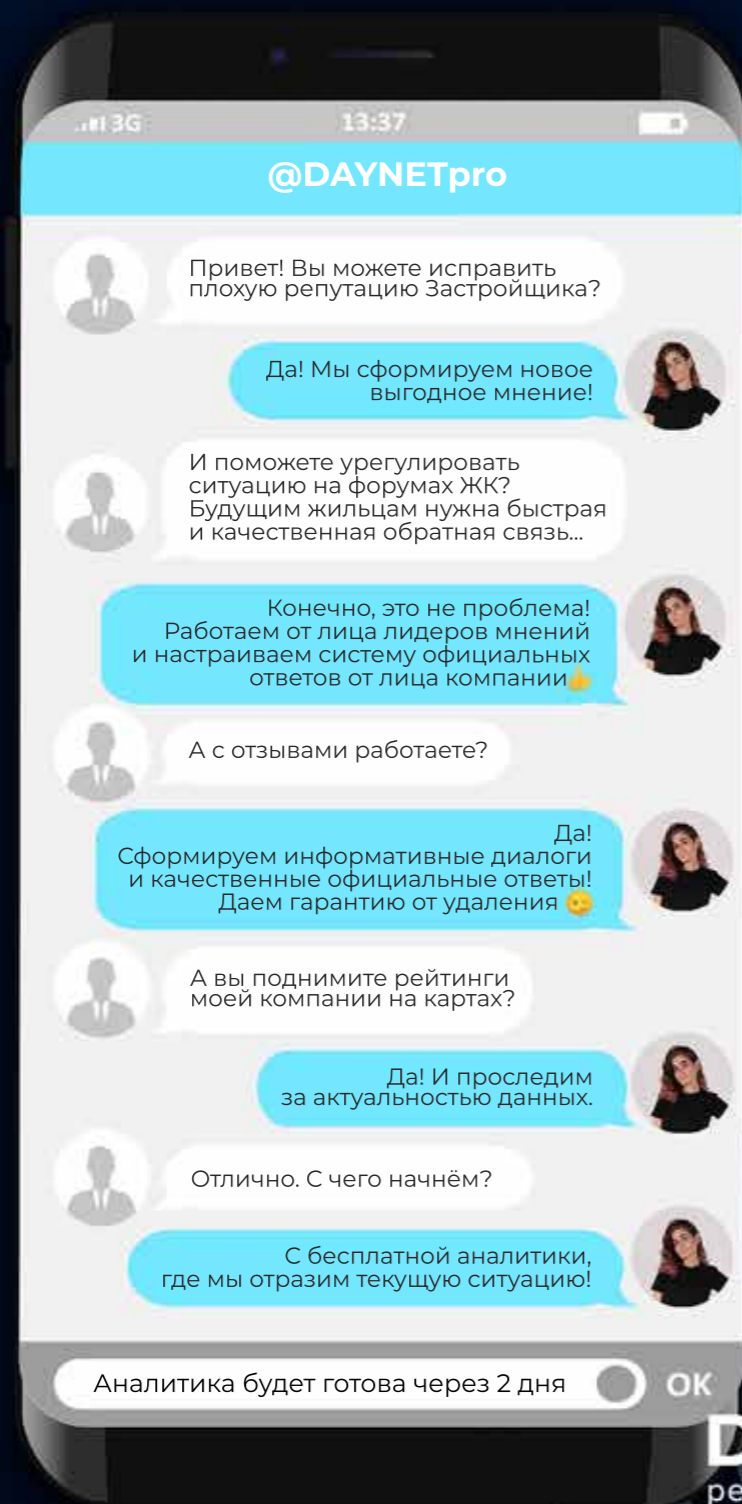 3G
13:37
@DAYNETpro
Привет! Вы можете исправить
плохую репутацию Застройщика?
Да! Мы сформируем новое
выгодное мнение!
И поможете урегулировать
ситуацию на форумах ЖК?
Будущим жильцам нужна быстрая
и качественная обратная связь...
Конечно, это не проблема!
Работаем от лица лидеров мнений
и настраиваем систему официальных
ответов от лица компании👍
А с отзывами работаете?
Да!
Сформируем информативные диалоги
и качественные официальные ответы!
Даем гарантию от удаления
А вы поднимите рейтинги
моей компании на картах?
Да! И проследим
за актуальностью данных.
Отлично. С чего начнём?
С бесплатной аналитики,
где мы отразим текущую ситуацию!
Аналитика будет готова через 2 дня
OK